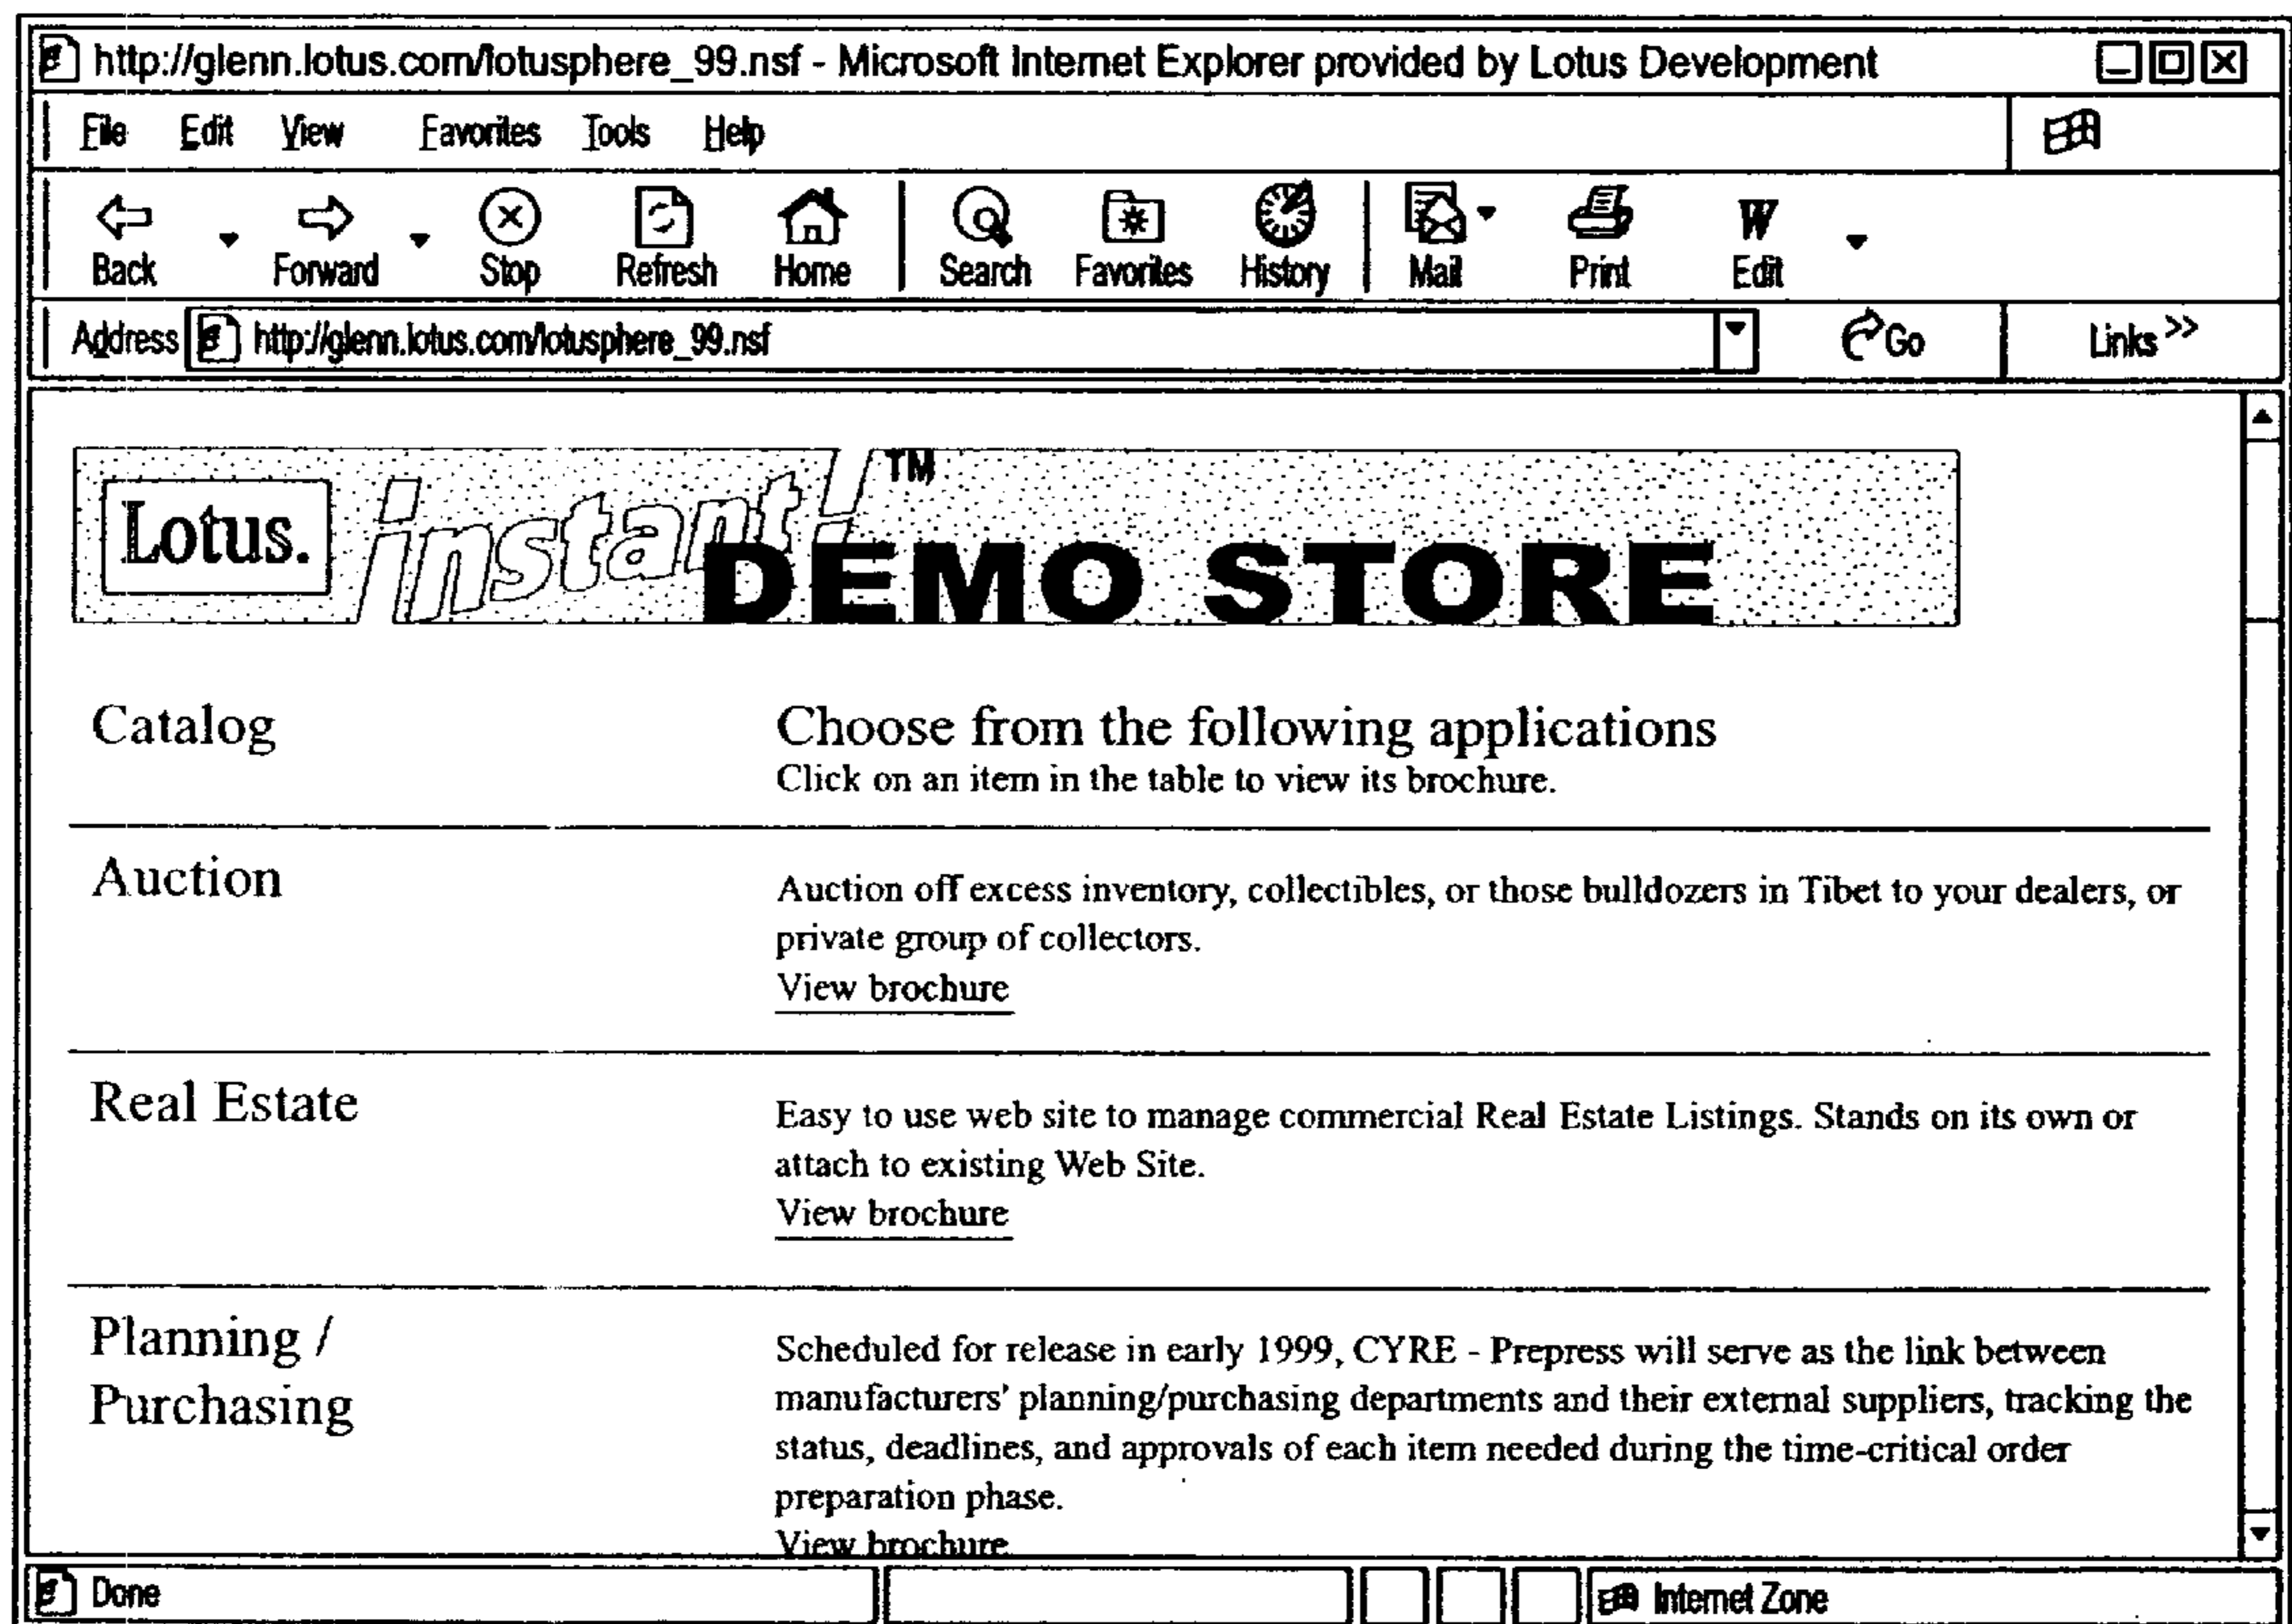 http://glenn.lotus.com/lotusphere_99.nsf - Microsoft Internet Explorer provided by Lotus Development
File Edit View Favorites Tools Help
Back Forward Stop Refresh Home Search Favorites History Mail Print Edit
Address http://glenn.lotus.com/lotusphere_99.nsf Go Links >>
Lotus. instant! TM DEMO STORE
Catalog
Choose from the following applications
Click on an item in the table to view its brochure.
Auction
Auction off excess inventory, collectibles, or those bulldozers in Tibet to your dealers, or
private group of collectors.
View brochure
Real Estate
Easy to use web site to manage commercial Real Estate Listings. Stands on its own or
attach to existing Web Site.
View brochure
Planning /
Purchasing
Scheduled for release in early 1999, CYRE - Prepress will serve as the link between
manufacturers' planning/purchasing departments and their external suppliers, tracking the
status, deadlines, and approvals of each item needed during the time-critical order
preparation phase.
View brochure
Done Internet Zone